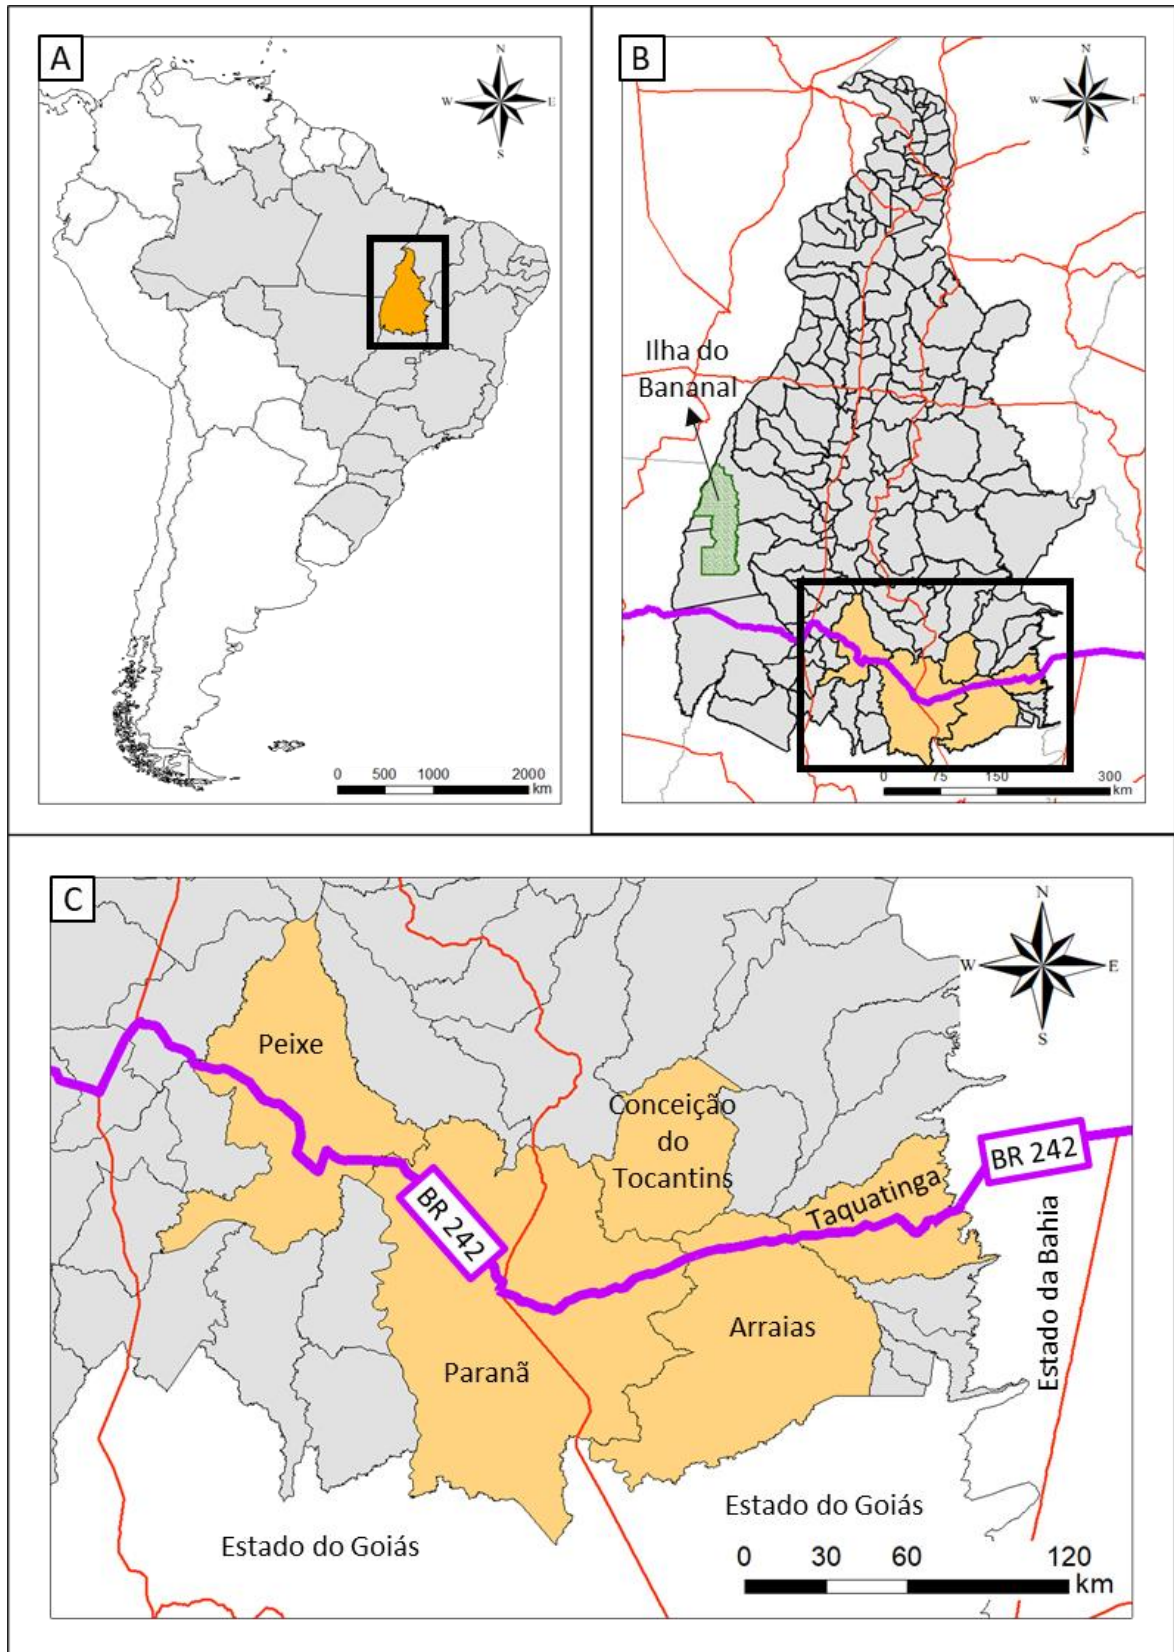 A
N
W E
S
0 500 1000 2000
km
B
N
W E
S
Ilha do
Bananal
0 75 150 300
km
C
N
W E
S
Peixe
Conceição
do
Tocantins
Taquatinga
BR 242
BR 242
Estado da Bahia
Arraias
Paranã
Estado do Goiás
Estado do Goiás
0 30 60 120
km